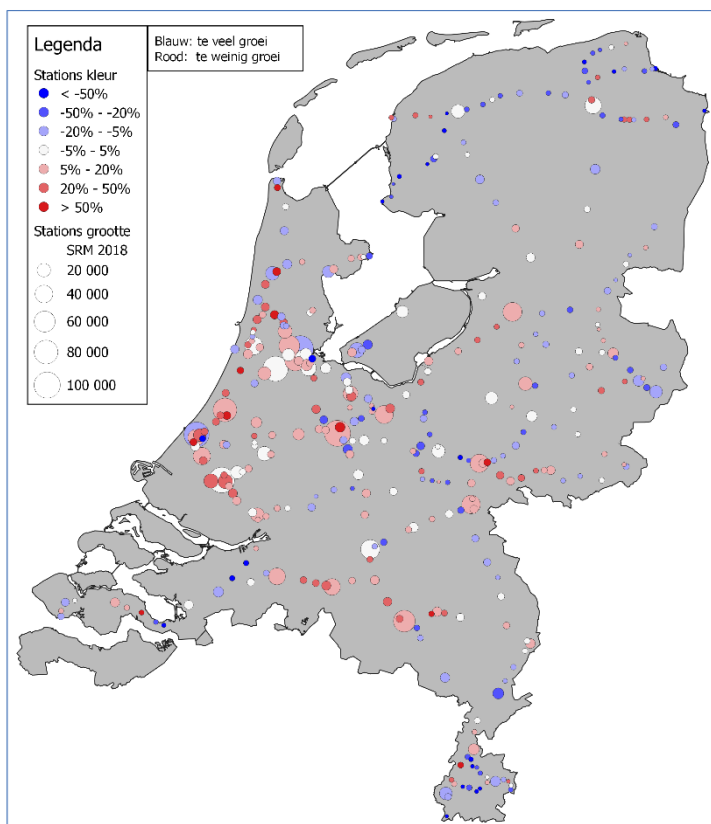 Legenda
Stations kleur
< -50%
-50% - -20%
-20% - -5%
-5% - 5%
5% - 20%
20% - 50%
> 50%
Stations grootte
SRM 2018
20 000
40 000
60 000
80 000
100 000
Blauw: te veel groei
Rood: te weinig groei